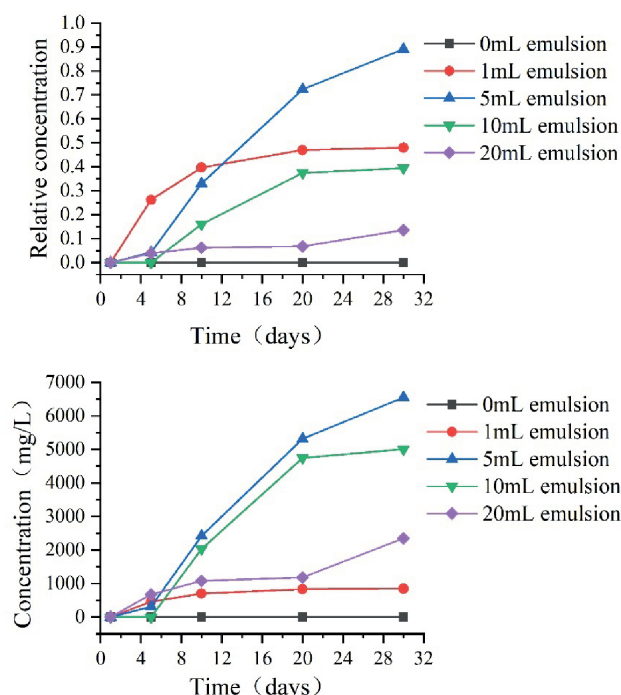 1.0
0.9
0.8
0.7
0.6
0.5
0.4
0.3
0.2
0.1
0.0
Relative concentration
0 4 8 12 16 20 24 28 32
Time（days）
0mL emulsion
1mL emulsion
5mL emulsion
10mL emulsion
20mL emulsion
7000
6000
5000
4000
3000
2000
1000
0
Concentration（mg/L）
0 4 8 12 16 20 24 28 32
Time（days）
0mL emulsion
1mL emulsion
5mL emulsion
10mL emulsion
20mL emulsion